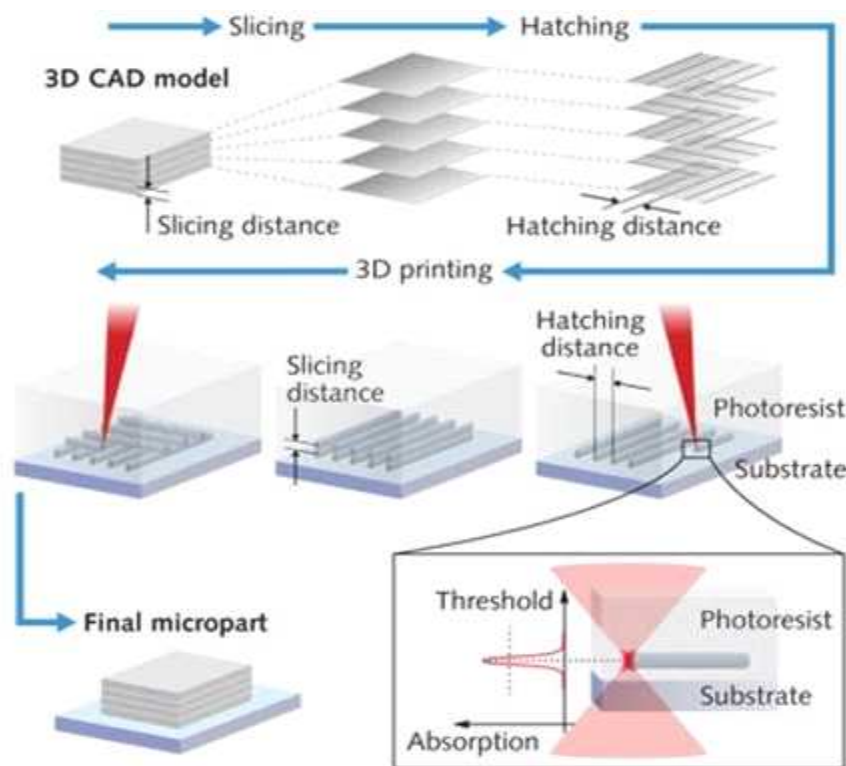 Slicing
Hatching
3D CAD model
Slicing distance
Hatching distance
3D printing
Slicing
distance
Hatching
distance
Photoresist
Substrate
Final micropart
Threshold
Photoresist
Substrate
Absorption